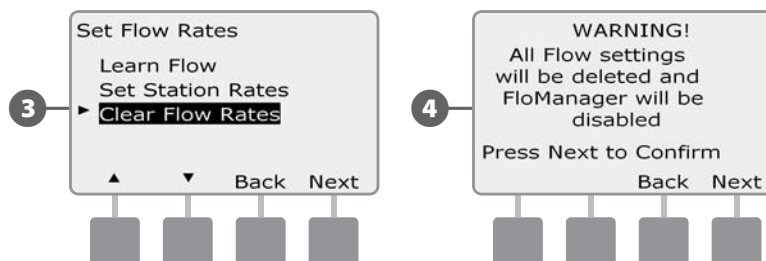 3
Set Flow Rates
Learn Flow
Set Station Rates
► Clear Flow Rates
▲ ▼ Back Next
4
WARNING!
All Flow settings
will be deleted and
FloManager will be
disabled
Press Next to Confirm
Back Next